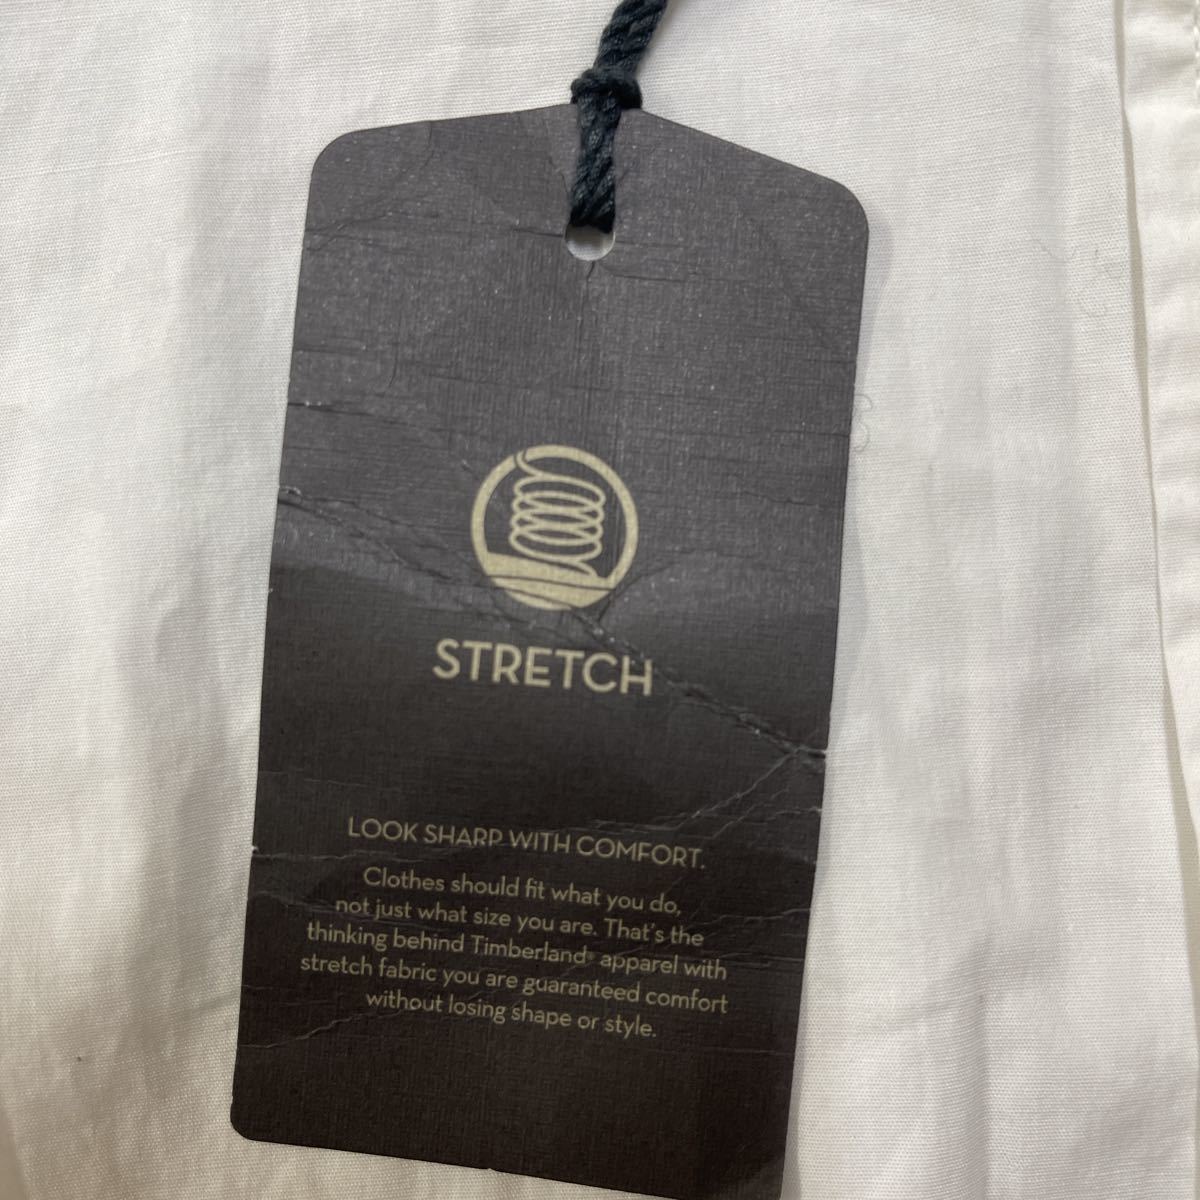 STRETCH
LOOK SHARP WITH COMFORT.
Clothes should fit what you do,
not just what size you are. That's the
thinking behind Timberland® apparel with
stretch fabric you are guaranteed comfort
without losing shape or style.